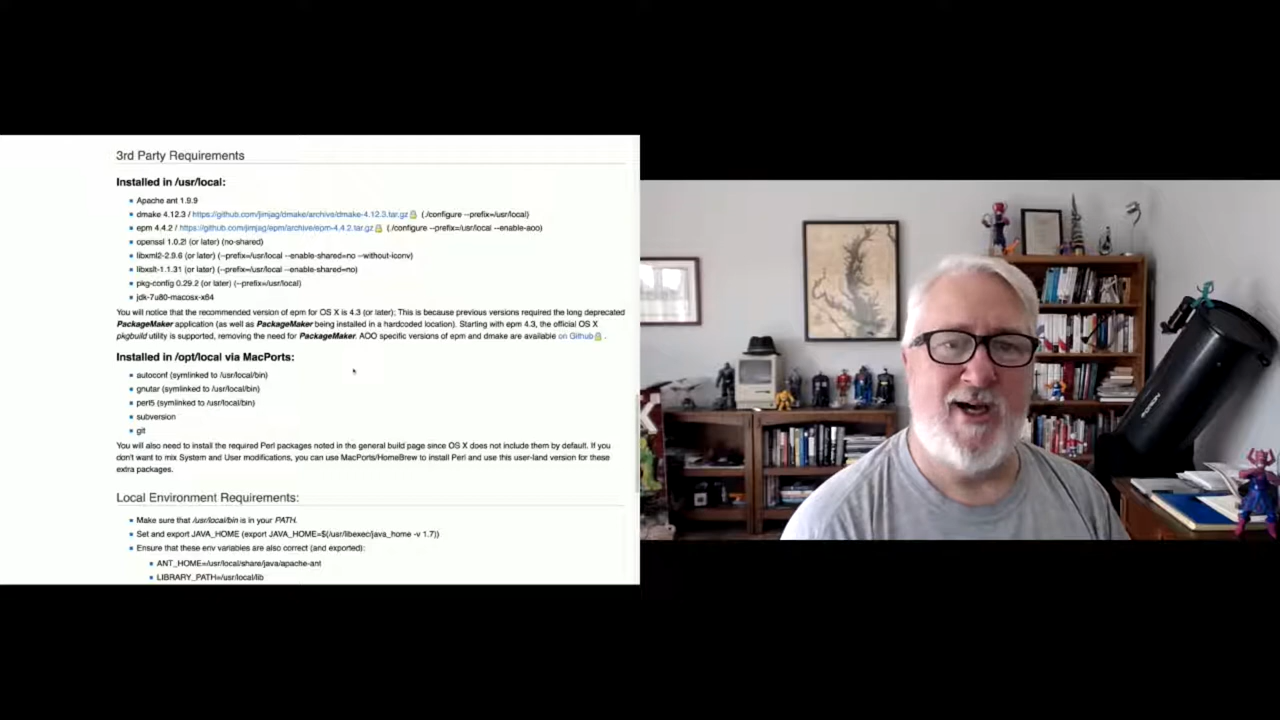 3rd Party Requirements
Installed in /usr/local:
Apache ant 1.9.9
dmake 4.12.3 / https://github.com/jimjag/dmake/archive/dmake-4.12.3.tar.gz (./configure --prefix=/usr/local)
epm 4.4.2 / https://github.com/jimjag/epm/archive/epm-4.4.2.tar.gz (./configure --prefix=/usr/local --enable-aoo)
openssl 1.0.2l (or later) (no-shared)
libxml2-2.9.6 (or later) (--prefix=/usr/local --enable-shared=no --without-iconv)
libxslt-1.1.31 (or later) (--prefix=/usr/local --enable-shared=no)
pkg-config 0.29.2 (or later) (--prefix=/usr/local)
jdk-7u80-macosx-x64
You will notice that the recommended version of epm for OS X is 4.3 (or later); This is because previous versions required the long deprecated
PackageMaker application (as well as PackageMaker being installed in a hardcoded location). Starting with epm 4.3, the official OS X
pkgbuild utility is supported, removing the need for PackageMaker. AOO specific versions of epm and dmake are available on Github .
Installed in /opt/local via MacPorts:
autoconf (symlinked to /usr/local/bin)
gnutar (symlinked to /usr/local/bin)
perl5 (symlinked to /usr/local/bin)
subversion
git
You will also need to install the required Perl packages noted in the general build page since OS X does not include them by default. If you
don't want to mix System and User modifications, you can use MacPorts/HomeBrew to install Perl and use this user-land version for these
extra packages.
Local Environment Requirements:
Make sure that /usr/local/bin is in your PATH.
Set and export JAVA_HOME (export JAVA_HOME=$(/usr/libexec/java_home -v 1.7))
Ensure that these env variables are also correct (and exported):
ANT_HOME=/usr/local/share/java/apache-ant
LIBRARY_PATH=/usr/local/lib